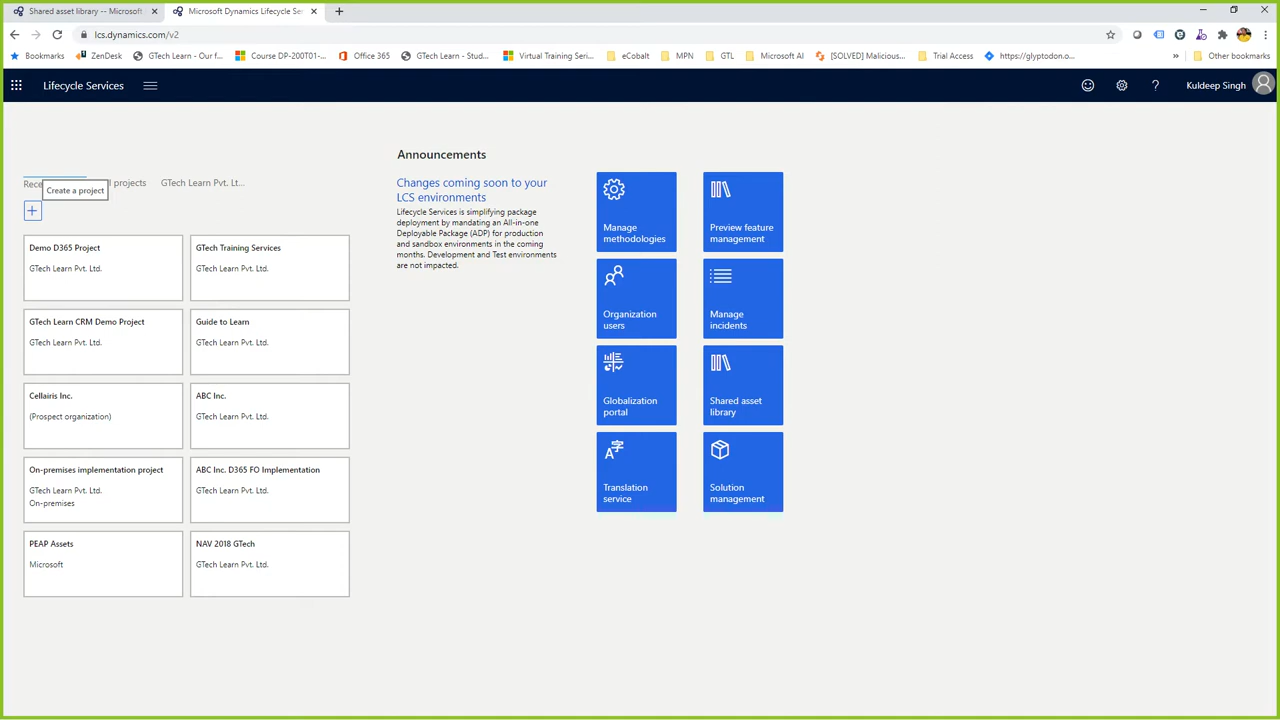 Shared asset library -- Microsoft
Microsoft Dynamics Lifecycle Ser
lcs.dynamics.com/v2
Bookmarks
ZenDesk
GTech Learn - Our f...
Course DP-200T01-...
Office 365
GTech Learn - Stud...
Virtual Training Seri...
eCobalt
MPN
GTL
Microsoft AI
[SOLVED] Malicious...
Trial Access
https://glyptodon.o...
Other bookmarks
Lifecycle Services
Kuldeep Singh
Rece
Create a project
projects
GTech Learn Pvt. Lt...
Demo D365 Project
GTech Learn Pvt. Ltd.
GTech Training Services
GTech Learn Pvt. Ltd.
GTech Learn CRM Demo Project
GTech Learn Pvt. Ltd.
Guide to Learn
GTech Learn Pvt. Ltd.
Cellairis Inc.
(Prospect organization)
ABC Inc.
GTech Learn Pvt. Ltd.
On-premises implementation project
GTech Learn Pvt. Ltd.
On-premises
ABC Inc. D365 FO Implementation
GTech Learn Pvt. Ltd.
PEAP Assets
Microsoft
NAV 2018 GTech
GTech Learn Pvt. Ltd.
Announcements
Changes coming soon to your
LCS environments
Lifecycle Services is simplifying package
deployment by mandating an All-in-one
Deployable Package (ADP) for production
and sandbox environments in the coming
months. Development and Test environments
are not impacted.
Manage
methodologies
Preview feature
management
Organization
users
Manage
incidents
Globalization
portal
Shared asset
library
Translation
service
Solution
management